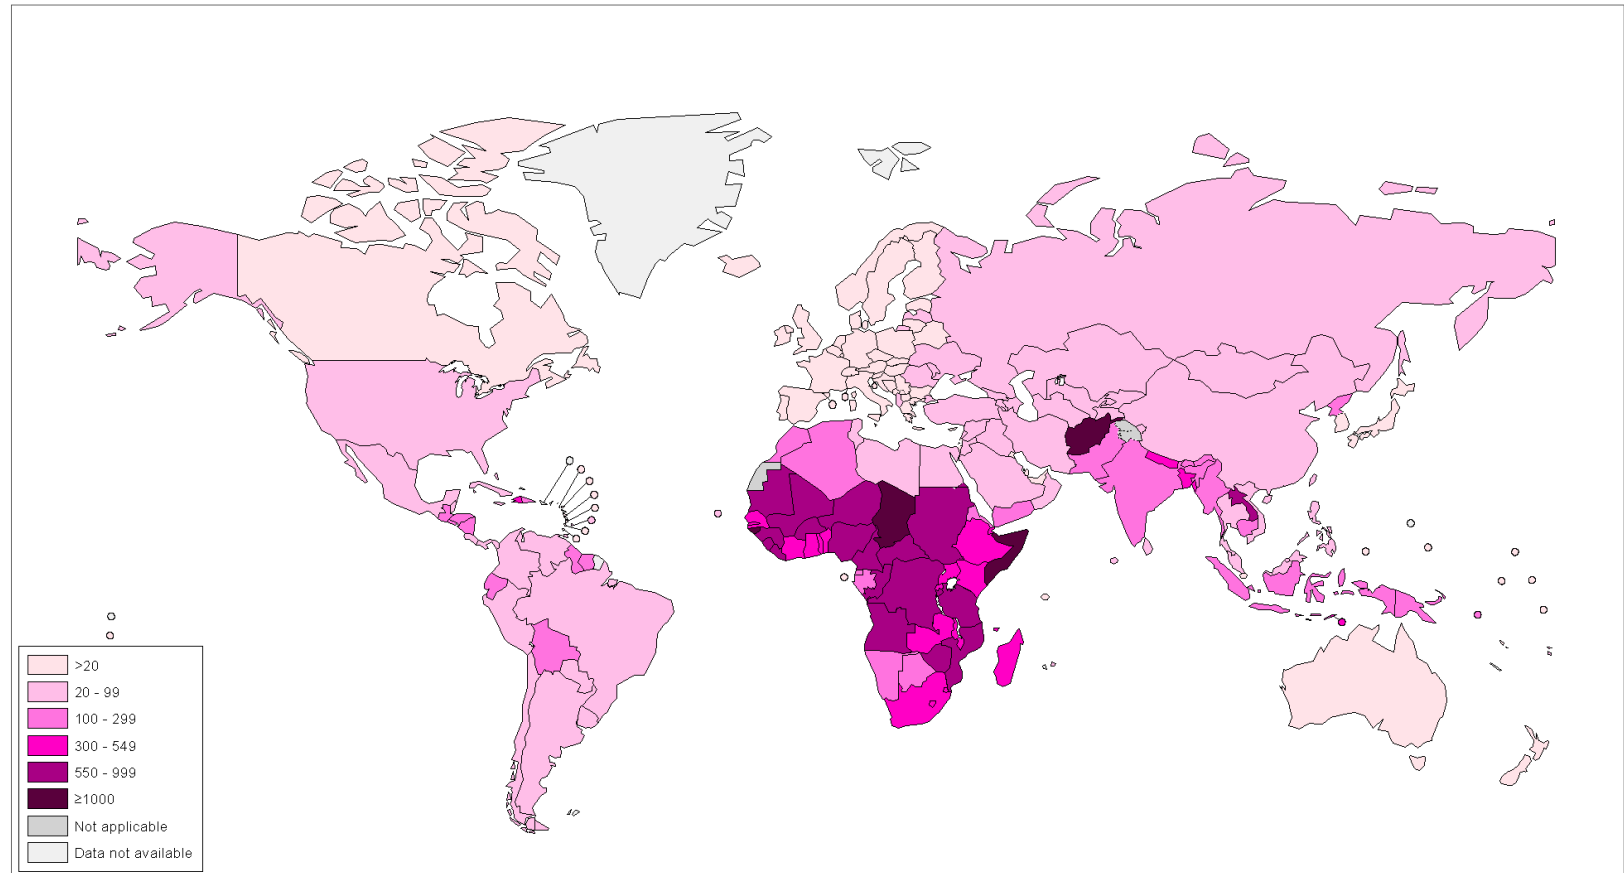 >20
20 - 99
100 - 299
300 - 549
550 - 999
≥1000
Not applicable
Data not available